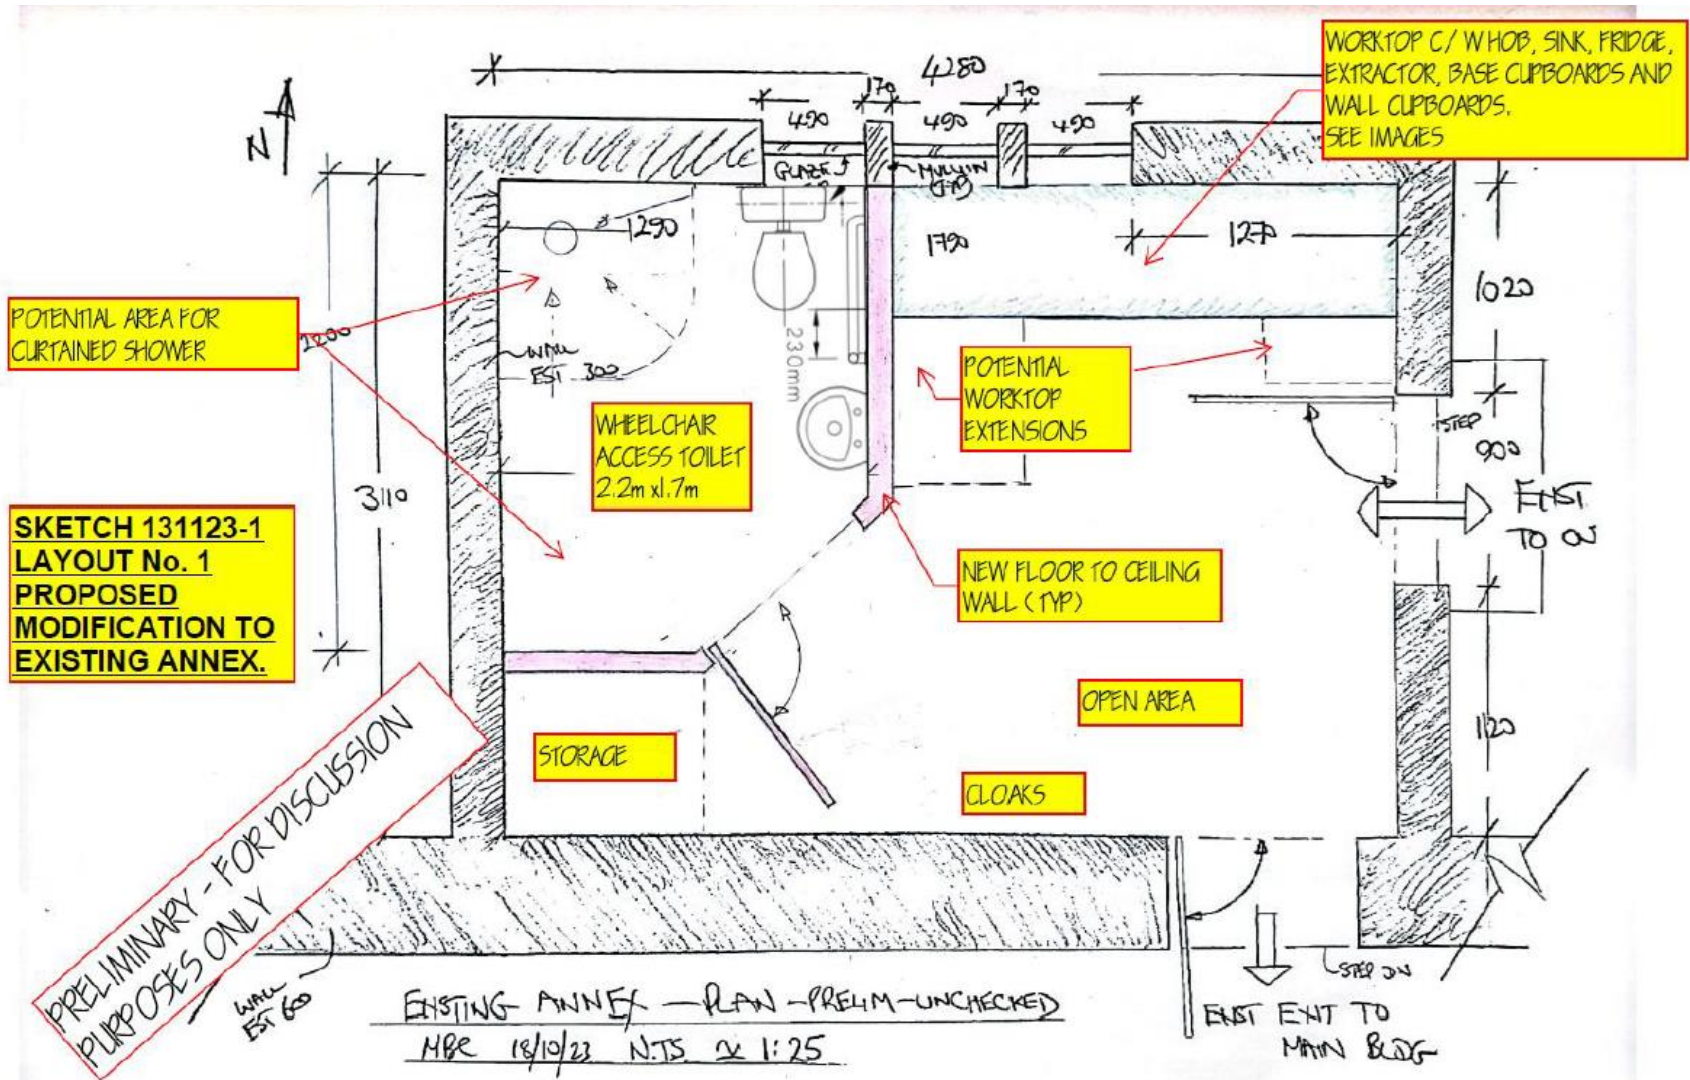 WORKTOP C/W HOB, SINK, FRIDGE,
EXTRACTOR, BASE CUPBOARDS AND
WALL CUPBOARDS.
SEE IMAGES
4280
170
170
490
490
490
N
GLAZE
MULLION
(TYP)
1290
1790
1270
1020
POTENTIAL AREA FOR
CURTAINED SHOWER
2200
WALL
EST 300
230mm
POTENTIAL
WORKTOP
EXTENSIONS
WHEELCHAIR
ACCESS TOILET
2.2m x1.7m
STEP
900
3110
EXIST
TO
SKETCH 131123-1
LAYOUT No. 1
PROPOSED
MODIFICATION TO
EXISTING ANNEX.
NEW FLOOR TO CEILING
WALL (TYP)
OPEN AREA
1120
STORAGE
CLOAKS
PRELIMINARY - FOR DISCUSSION
PURPOSES ONLY
WALL
EST 60
STEP DN
EXISTING ANNEX — PLAN - PRELIM - UNCHECKED
MBC 18/10/23 N.T.S ≃ 1:25
EXIST EXIT TO
MAIN BLDG